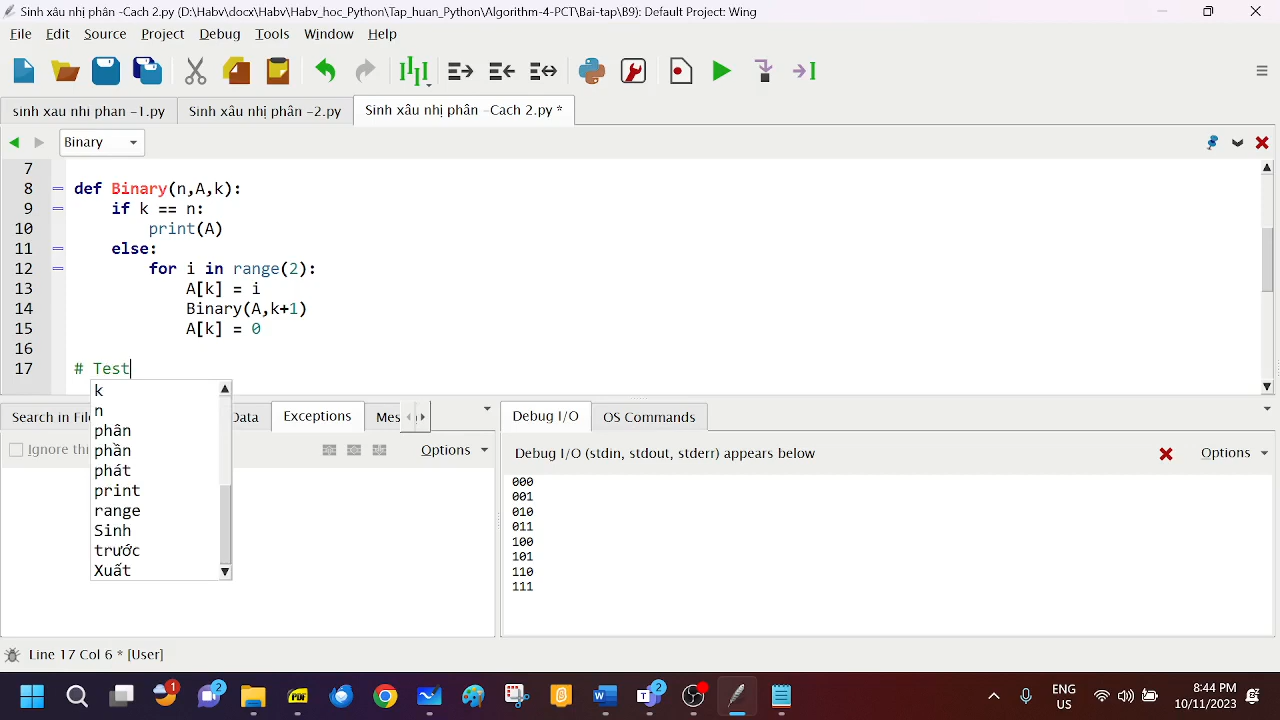 Sinh xâu nhị phân -Cach 2.py (D:\Habv\docx\Habv\Habv_hoc_Python\Tap_huan_Python\Algorithm-4-PCT\Bai-tap\B9): Default Project: Wing
File Edit Source Project Debug Tools Window Help
sinh xau nhi phan -1.py Sinh xâu nhị phân -2.py Sinh xâu nhị phân -Cach 2.py *
Binary
7
8 def Binary(n,A,k):
9 if k == n:
10 print(A)
11 else:
12 for i in range(2):
13 A[k] = i
14 Binary(A,k+1)
15 A[k] = 0
16
17 # Test
k
n
phân
phần
phát
print
range
Sinh
trước
Xuất
Search in Fil Data Exceptions Mes
Ignore thi Options
Debug I/O OS Commands
Debug I/O (stdin, stdout, stderr) appears below Options
000
001
010
011
100
101
110
111
Line 17 Col 6 * [User]
1 2 PDF 2
ENG
US
8:44 PM
10/11/2023